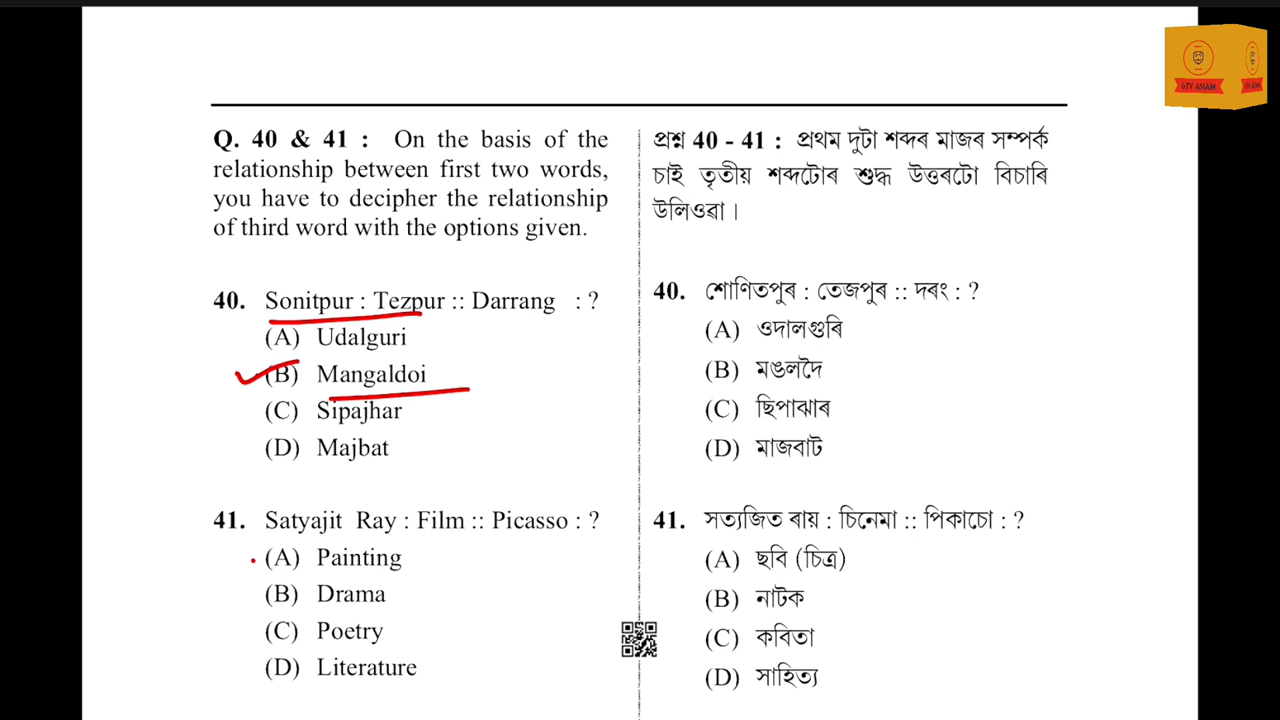 GTV ASSAM
Q. 40 & 41 : On the basis of the
relationship between first two words,
you have to decipher the relationship
of third word with the options given.
40. Sonitpur : Tezpur :: Darrang : ?
(A) Udalguri
(B) Mangaldoi
(C) Sipajhar
(D) Majbat
41. Satyajit Ray : Film :: Picasso : ?
(A) Painting
(B) Drama
(C) Poetry
(D) Literature
প্ৰশ্ন 40 - 41 : প্ৰথম দুটা শব্দৰ মাজৰ সম্পৰ্ক
চাই তৃতীয় শব্দটোৰ শুদ্ধ উত্তৰটো বিচাৰি
উলিওৱা ।
40. শোণিতপুৰ : তেজপুৰ :: দৰং : ?
(A) ওদালগুৰি
(B) মঙলদৈ
(C) ছিপাঝাৰ
(D) মাজবাট
41. সত্যজিত ৰায় : চিনেমা :: পিকাচো : ?
(A) ছবি (চিত্ৰ)
(B) নাটক
(C) কবিতা
(D) সাহিত্য